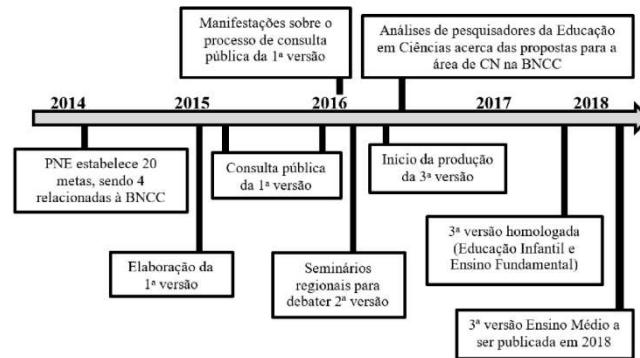 Manifestações sobre o
processo de consulta
pública da 1ª versão
Análises de pesquisadores da Educação
em Ciências acerca das propostas para a
área de CN na BNCC
2014
2015
2016
2017
2018
PNE estabelece 20
metas, sendo 4
relacionadas à BNCC
Consulta pública
da 1ª versão
Início da produção
da 3ª versão
Elaboração da
1ª versão
Seminários
regionais para
debater 2ª versão
3ª versão homologada
(Educação Infantil e
Ensino Fundamental)
3ª versão Ensino Médio a
ser publicada em 2018